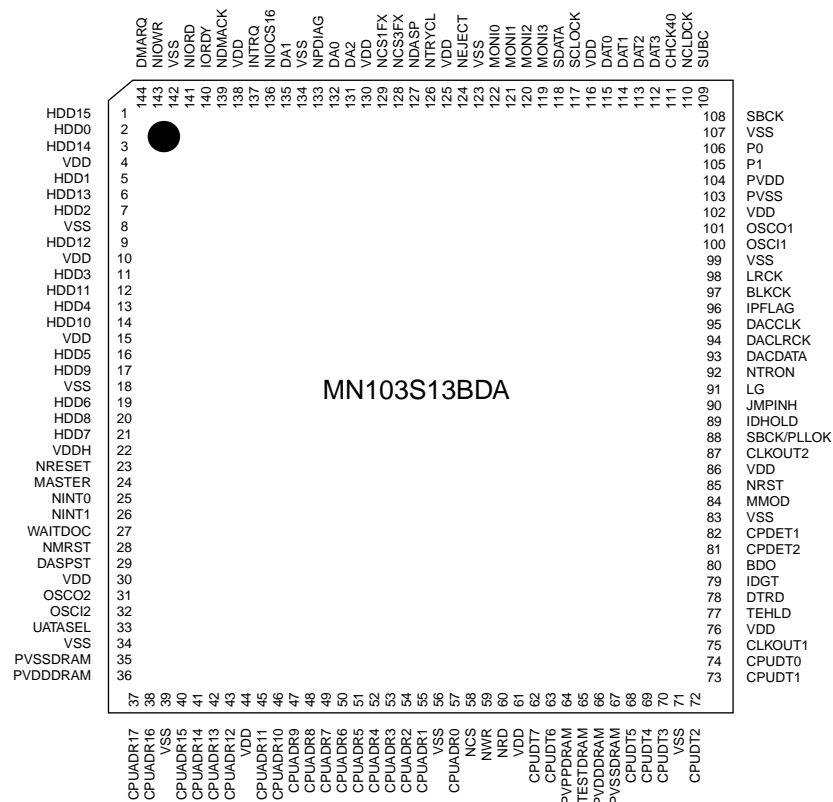 DMARQ NIOWR VSS NIORD IORDY NDMACK VDD INTRQ NIOCS16 DA1 VSS NPDIAG DA0 DA2 VDD NCS1FX NCS3FX NDASP NTRYCL VDD NEJECT VSS MONI0 MONI1 MONI2 MONI3 SDATA SCLOCK VDD DAT0 DAT1 DAT2 DAT3 CHCK40 NCLDCK SUBC
144 143 142 141 140 139 138 137 136 135 134 133 132 131 130 129 128 127 126 125 124 123 122 121 120 119 118 117 116 115 114 113 112 111 110 109
HDD15 1
HDD0 2
HDD14 3
VDD 4
HDD1 5
HDD13 6
HDD2 7
VSS 8
HDD12 9
VDD 10
HDD3 11
HDD11 12
HDD4 13
HDD10 14
VDD 15
HDD5 16
HDD9 17
VSS 18
HDD6 19
HDD8 20
HDD7 21
VDDH 22
NRESET 23
MASTER 24
NINT0 25
NINT1 26
WAITDOC 27
NMRST 28
DASPST 29
VDD 30
OSCO2 31
OSCI2 32
UATASEL 33
VSS 34
PVSSDRAM 35
PVDDDRAM 36
MN103S13BDA
108 SBCK
107 VSS
106 P0
105 P1
104 PVDD
103 PVSS
102 VDD
101 OSCO1
100 OSCI1
99 VSS
98 LRCK
97 BLKCK
96 IPFLAG
95 DACCLK
94 DACLRCK
93 DACDATA
92 NTRON
91 LG
90 JMPINH
89 IDHOLD
88 SBCK/PLLOK
87 CLKOUT2
86 VDD
85 NRST
84 MMOD
83 VSS
82 CPDET1
81 CPDET2
80 BDO
79 IDGT
78 DTRD
77 TEHLD
76 VDD
75 CLKOUT1
74 CPUDT0
73 CPUDT1
37 38 39 40 41 42 43 44 45 46 47 48 49 50 51 52 53 54 55 56 57 58 59 60 61 62 63 64 65 66 67 68 69 70 71 72
CPUADR17 CPUADR16 VSS CPUADR15 CPUADR14 CPUADR13 CPUADR12 VDD CPUADR11 CPUADR10 CPUADR9 CPUADR8 CPUADR7 CPUADR6 CPUADR5 CPUADR4 CPUADR3 CPUADR2 CPUADR1 VSS CPUADR0 NCS NWR NRD VDD CPUDT7 CPUDT6 PVPPDRAM TESTDRAM PVDDDRAM PVSSDRAM CPUDT5 CPUDT4 CPUDT3 VSS CPUDT2